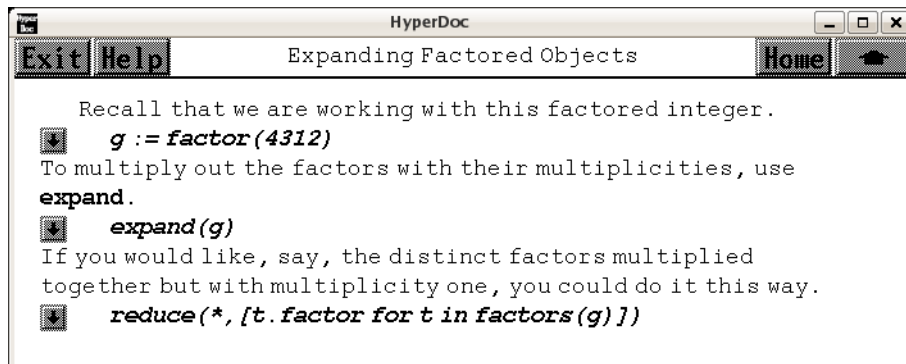 HyperDoc
Exit Help Expanding Factored Objects Home
Recall that we are working with this factored integer.
g := factor(4312)
To multiply out the factors with their multiplicities, use
expand.
expand(g)
If you would like, say, the distinct factors multiplied
together but with multiplicity one, you could do it this way.
reduce(*,[t.factor for t in factors(g)])